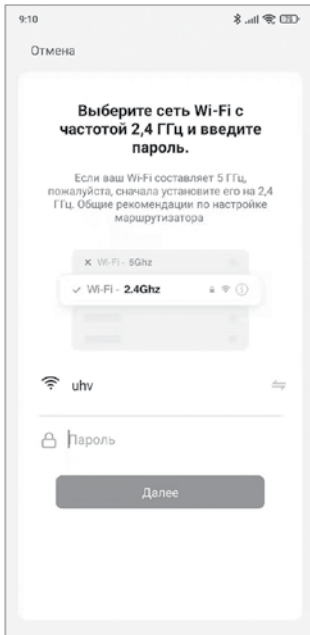 9:10
Отмена
Выберите сеть Wi-Fi с
частотой 2,4 ГГц и введите
пароль.
Если ваш Wi-Fi составляет 5 ГГц,
пожалуйста, сначала установите его на 2,4
ГГц. Общие рекомендации по настройке
маршрутизатора
Wi-Fi - 5Ghz
Wi-Fi - 2.4Ghz
uhv
Пароль
Далее